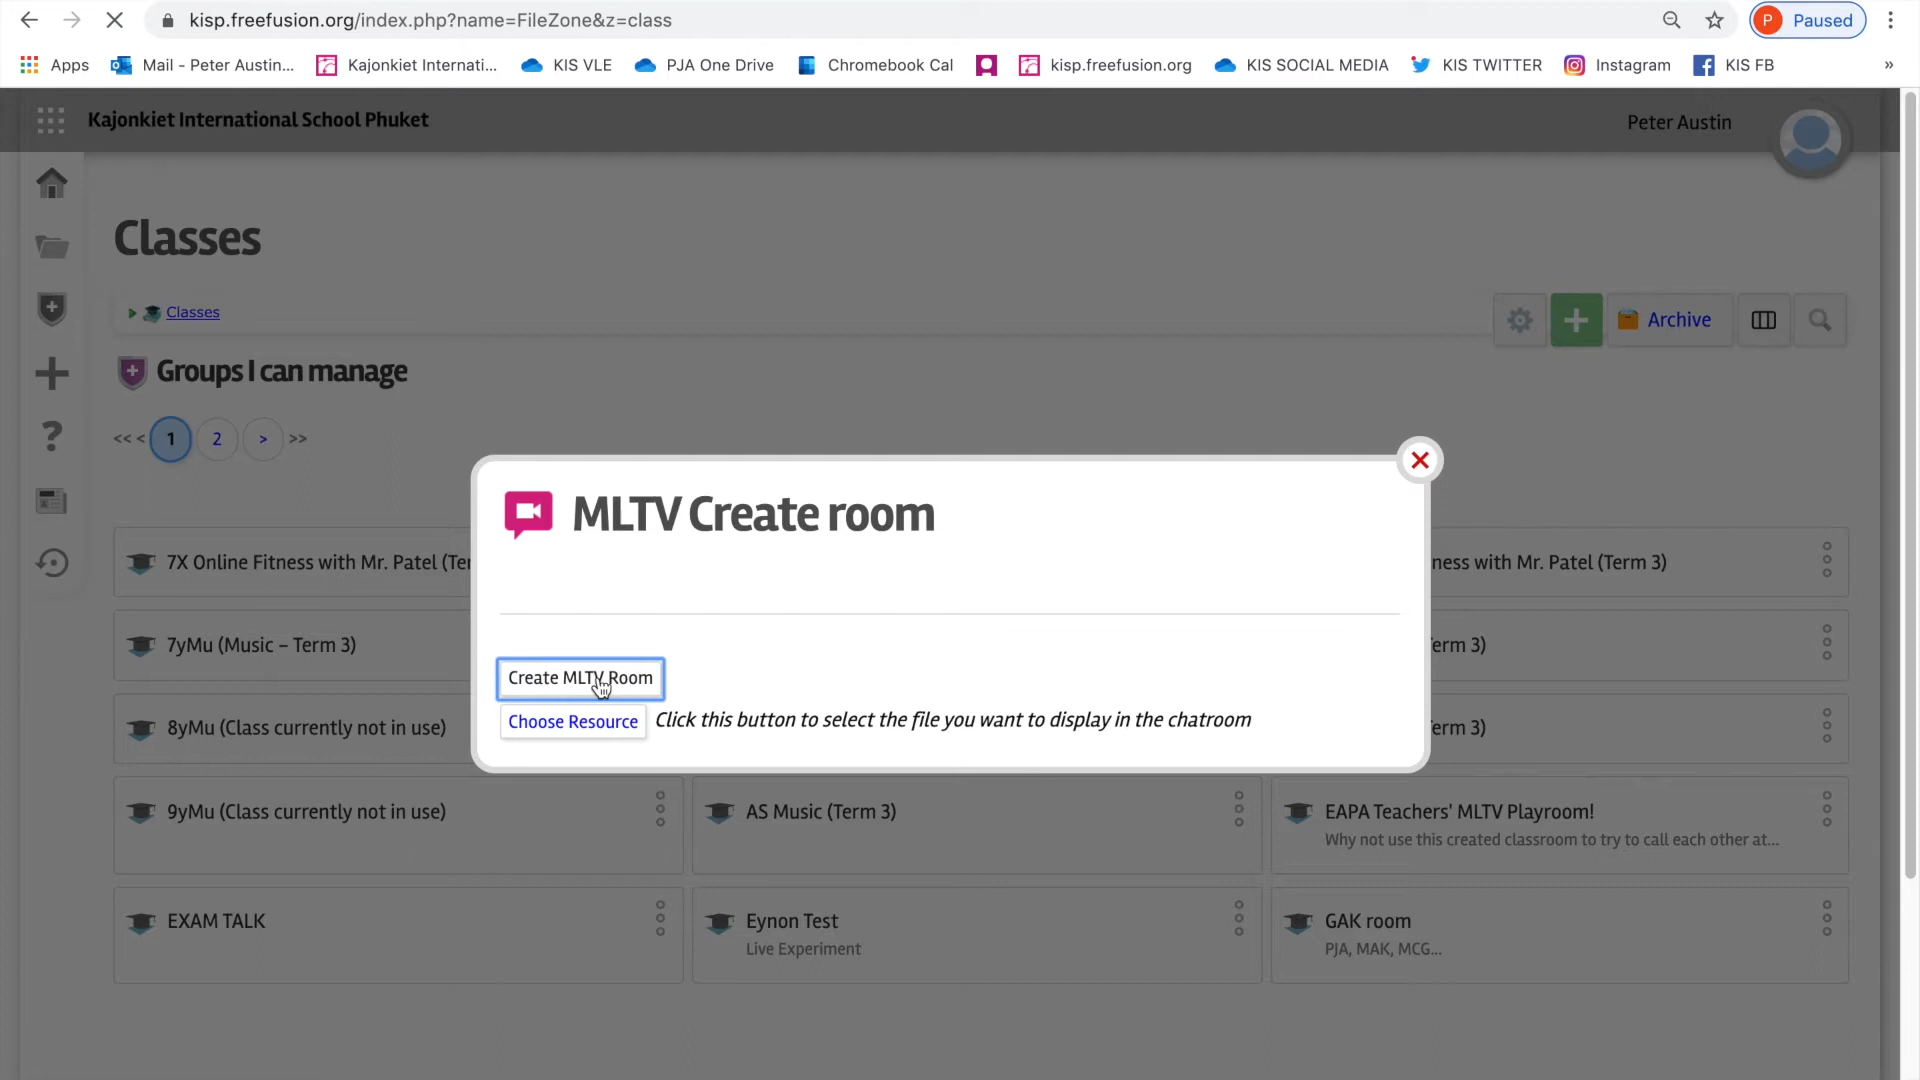 kisp.freefusion.org/index.php?name=FileZone&z=class
P Paused
Apps Mail - Peter Austin... Kajonkiet Internati... KIS VLE PJA One Drive Chromebook Cal kisp.freefusion.org KIS SOCIAL MEDIA KIS TWITTER Instagram KIS FB »
Kajonkiet International School Phuket
Peter Austin
Classes
Classes
Archive
Groups I can manage
<< < 1 2 > >>
MLTV Create room
7X Online Fitness with Mr. Patel (Ter
ness with Mr. Patel (Term 3)
7yMu (Music – Term 3)
erm 3)
Create MLTV Room
Choose Resource Click this button to select the file you want to display in the chatroom
8yMu (Class currently not in use)
erm 3)
9yMu (Class currently not in use)
AS Music (Term 3)
EAPA Teachers' MLTV Playroom!
Why not use this created classroom to try to call each other at...
EXAM TALK
Eynon Test
Live Experiment
GAK room
PJA, MAK, MCG...